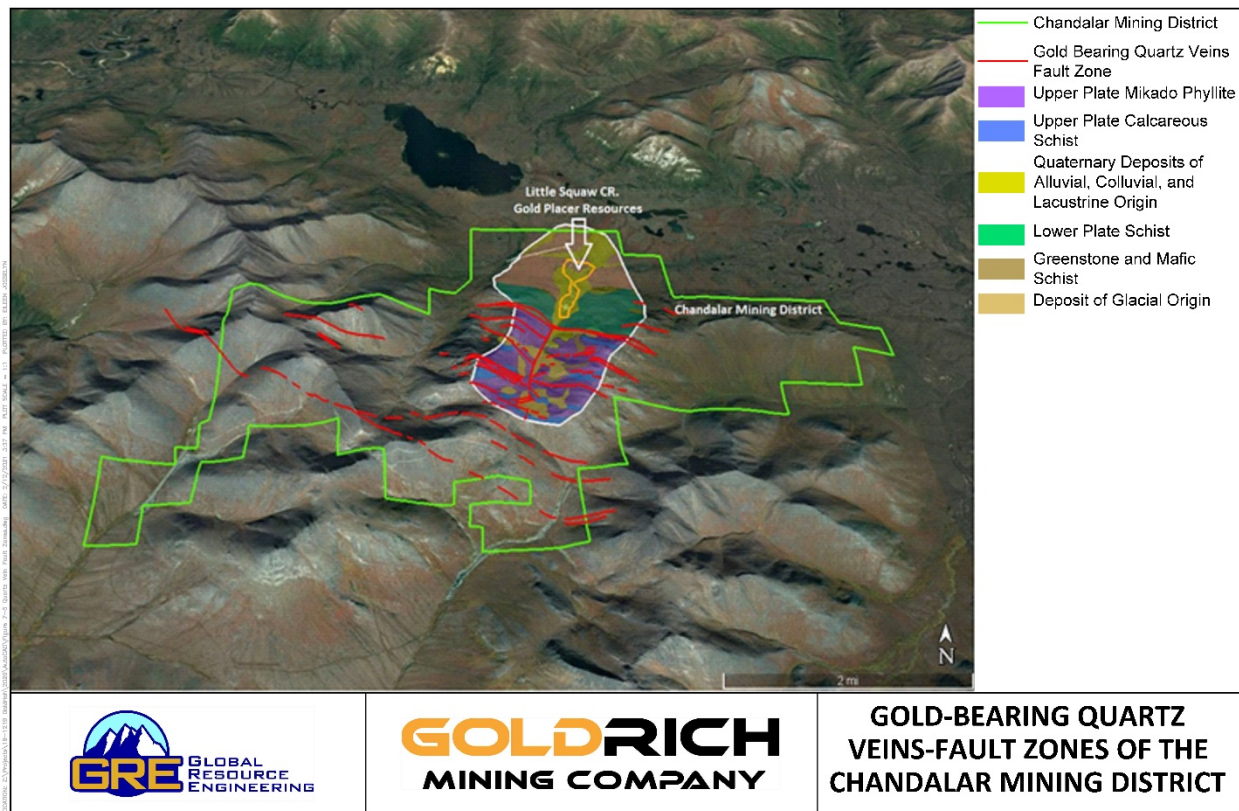 Chandalar Mining District
Gold Bearing Quartz Veins
Fault Zone
Upper Plate Mikado Phyllite
Upper Plate Calcareous
Schist
Quaternary Deposits of
Alluvial, Colluvial, and
Lacustrine Origin
Lower Plate Schist
Greenstone and Mafic
Schist
Deposit of Glacial Origin
Little Squaw CR.
Gold Placer Resources
Chandalar Mining District
N
2 mi
GRE
GLOBAL
RESOURCE
ENGINEERING
GOLDRICH
MINING COMPANY
GOLD-BEARING QUARTZ
VEINS-FAULT ZONES OF THE
CHANDALAR MINING DISTRICT